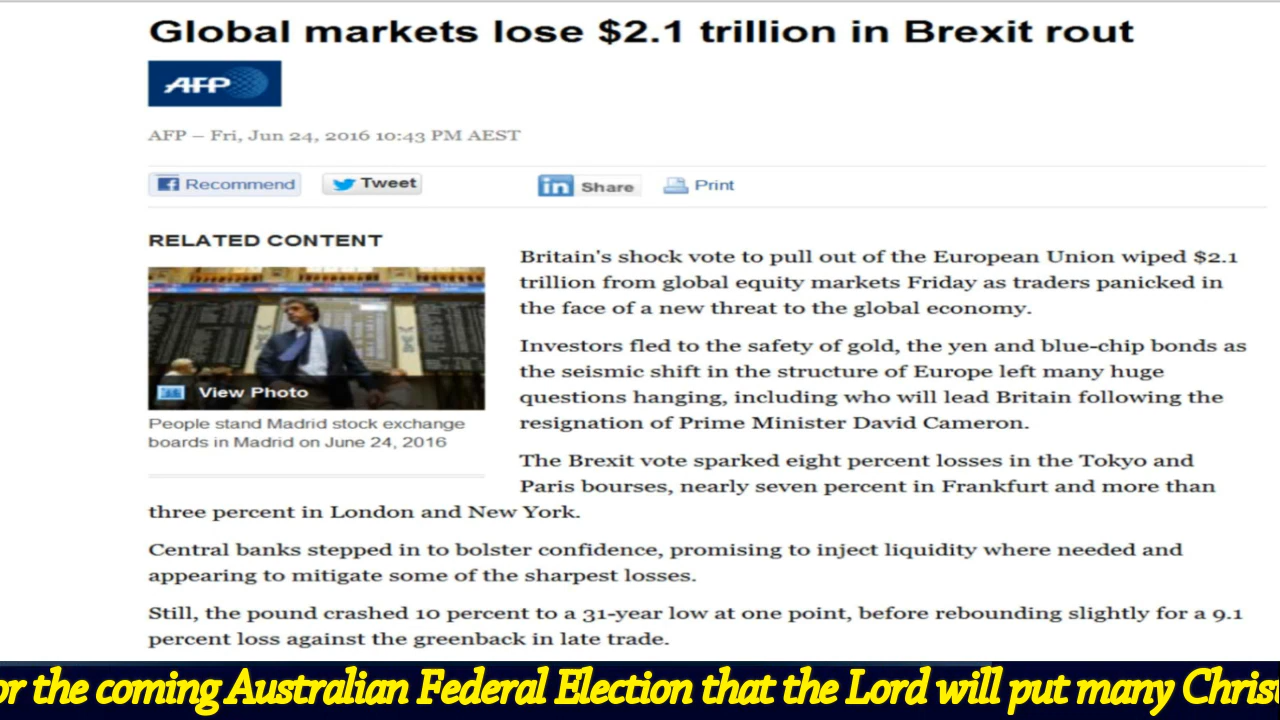 Global markets lose $2.1 trillion in Brexit rout
AFP
AFP – Fri, Jun 24, 2016 10:43 PM AEST
Recommend
Tweet
in Share
Print
RELATED CONTENT
View Photo
People stand Madrid stock exchange
boards in Madrid on June 24, 2016
Britain's shock vote to pull out of the European Union wiped $2.1
trillion from global equity markets Friday as traders panicked in
the face of a new threat to the global economy.
Investors fled to the safety of gold, the yen and blue-chip bonds as
the seismic shift in the structure of Europe left many huge
questions hanging, including who will lead Britain following the
resignation of Prime Minister David Cameron.
The Brexit vote sparked eight percent losses in the Tokyo and
Paris bourses, nearly seven percent in Frankfurt and more than
three percent in London and New York.
Central banks stepped in to bolster confidence, promising to inject liquidity where needed and
appearing to mitigate some of the sharpest losses.
Still, the pound crashed 10 percent to a 31-year low at one point, before rebounding slightly for a 9.1
percent loss against the greenback in late trade.
or the coming Australian Federal Election that the Lord will put many Christ